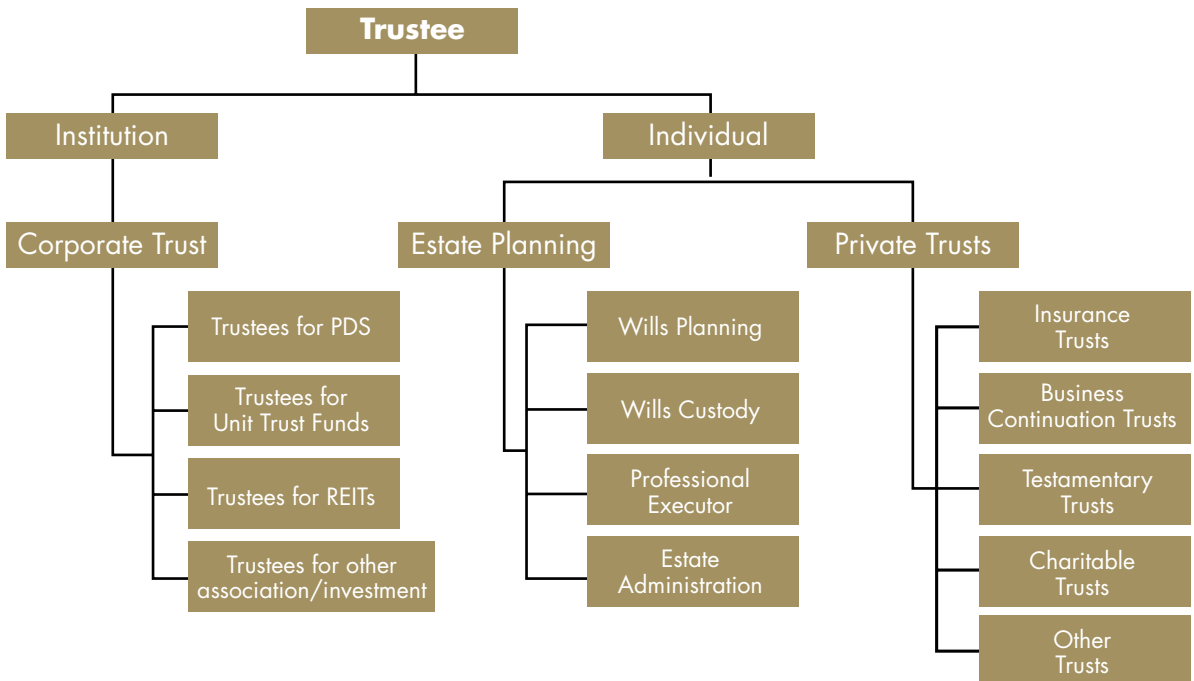 Trustee
Institution
Individual
Corporate Trust
Estate Planning
Private Trusts
Trustees for PDS
Trustees for
Unit Trust Funds
Trustees for REITs
Trustees for other
association/investment
Wills Planning
Wills Custody
Professional
Executor
Estate
Administration
Insurance
Trusts
Business
Continuation Trusts
Testamentary
Trusts
Charitable
Trusts
Other
Trusts